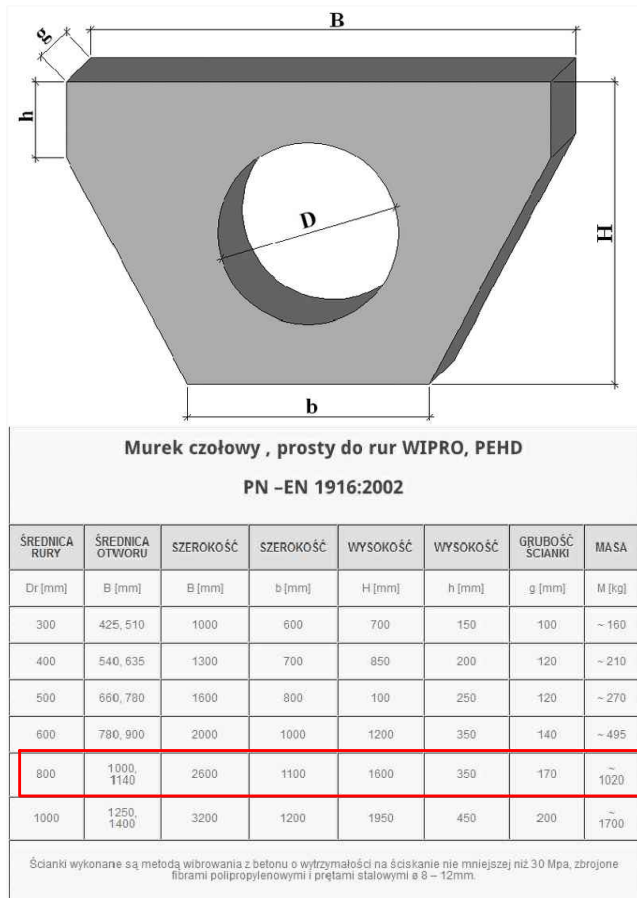 B
g
h
D
H
b
Murek czołowy , prosty do rur WIPRO, PEHD
PN –EN 1916:2002
ŚREDNICA RURY ŚREDNICA OTWORU SZEROKOŚĆ SZEROKOŚĆ WYSOKOŚĆ WYSOKOŚĆ GRUBOŚĆ ŚCIANKI MASA
Dr [mm] B [mm] B [mm] b [mm] H [mm] h [mm] g [mm] M [kg]
300 425, 510 1000 600 700 150 100 ~ 160
400 540, 635 1300 700 850 200 120 ~ 210
500 660, 780 1600 800 100 250 120 ~ 270
600 780, 900 2000 1000 1200 350 140 ~ 495
800 1000, 1140 2600 1100 1600 350 170 ~ 1020
1000 1250, 1400 3200 1200 1950 450 200 ~ 1700
Ścianki wykonane są metodą wibrowania z betonu o wytrzymałości na ściskanie nie mniejszej niż 30 Mpa, zbrojone
fibrami polipropylenowymi i prętami stalowymi ø 8 – 12mm.